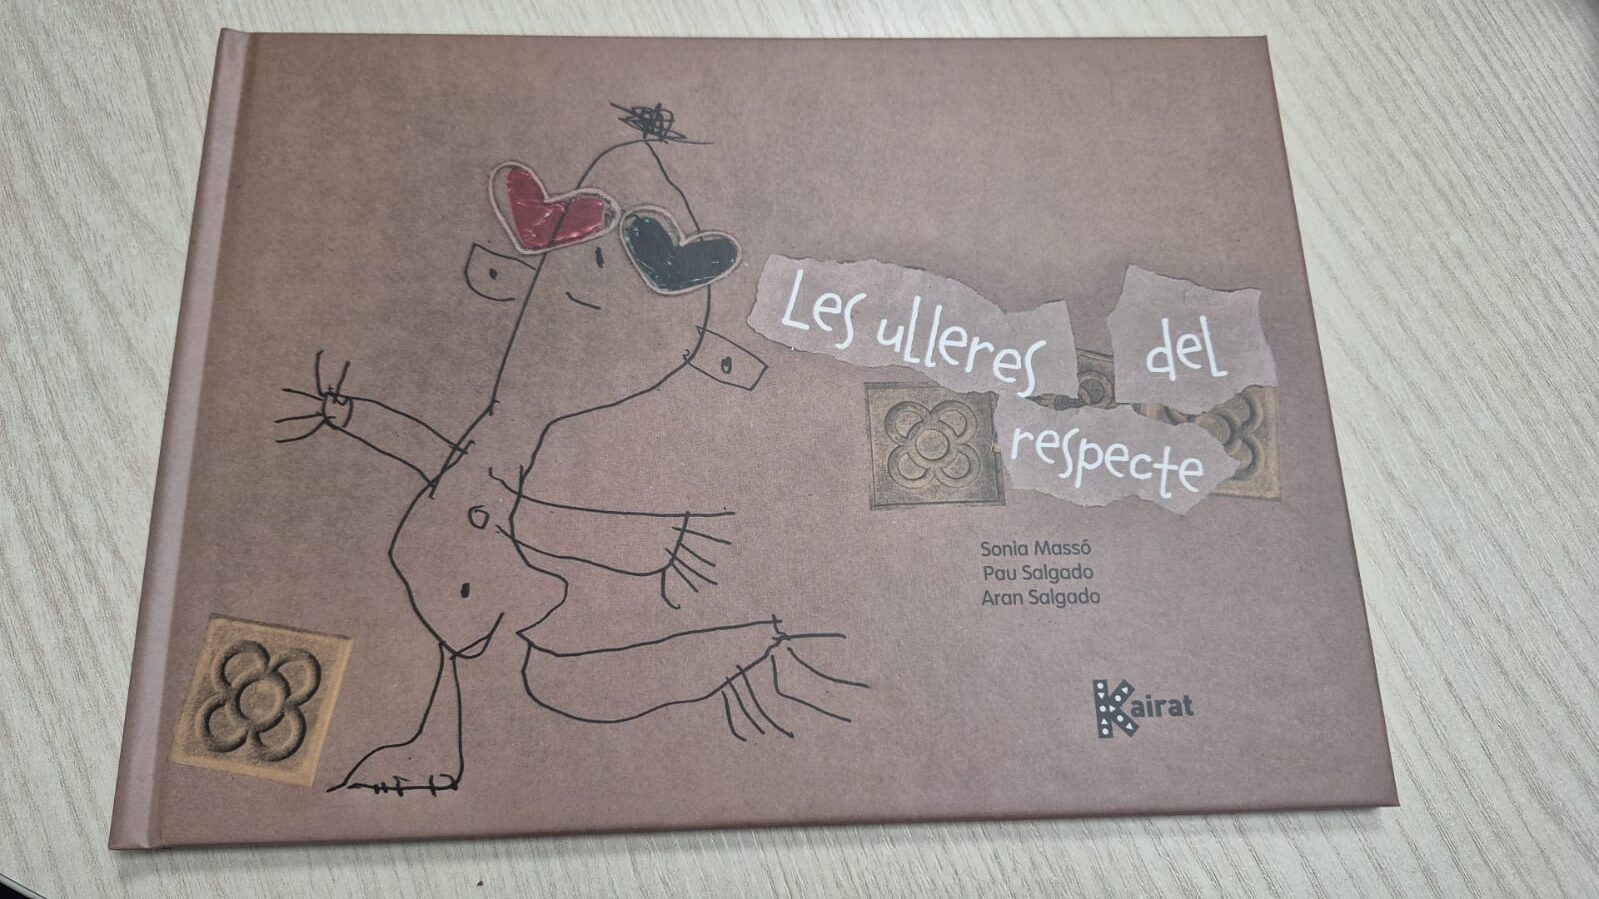 Les ulleres del
respecte
Sonia Massó
Pau Salgado
Aran Salgado
Kairat